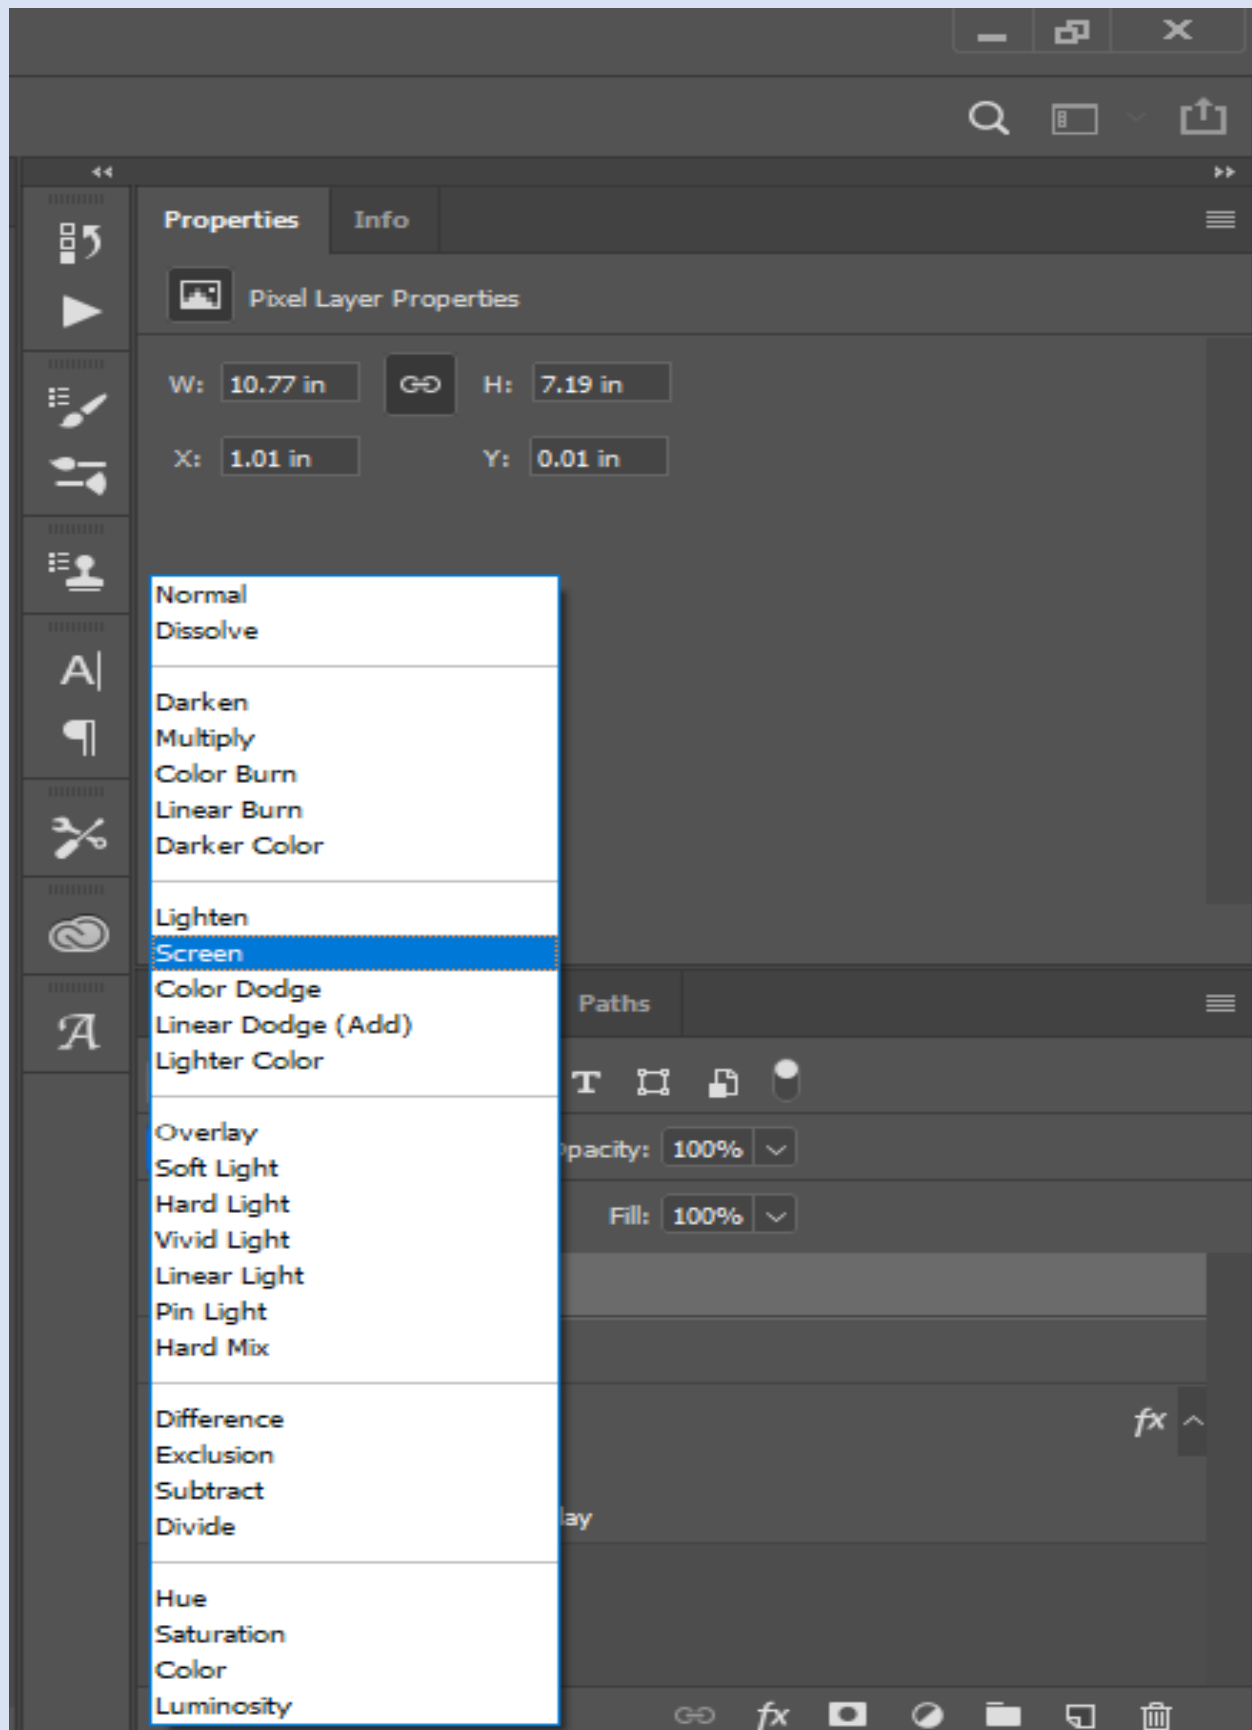 Properties Info
Pixel Layer Properties
W: 10.77 in H: 7.19 in
X: 1.01 in Y: 0.01 in
Normal
Dissolve
Darken
Multiply
Color Burn
Linear Burn
Darker Color
Lighten
Screen
Color Dodge
Paths
Linear Dodge (Add)
Lighter Color
Overlay
pacity: 100%
Soft Light
Hard Light
Fill: 100%
Vivid Light
Linear Light
Pin Light
Hard Mix
Difference
fx
Exclusion
Subtract
Divide
lay
Hue
Saturation
Color
Luminosity
fx